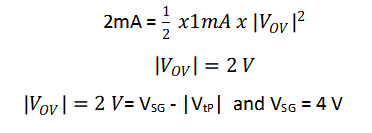 2mA = 1/2 x1mA x |V_OV|²
|V_OV| = 2 V
|V_OV| = 2 V= V_SG - |V_tP| and V_SG = 4 V